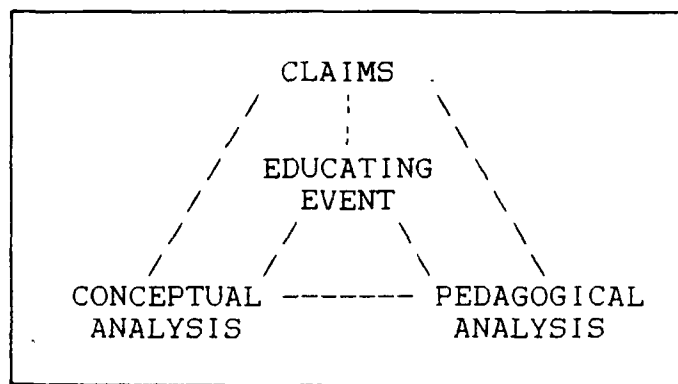 CLAIMS
EDUCATING
EVENT
CONCEPTUAL ------- PEDAGOGICAL
ANALYSIS ANALYSIS